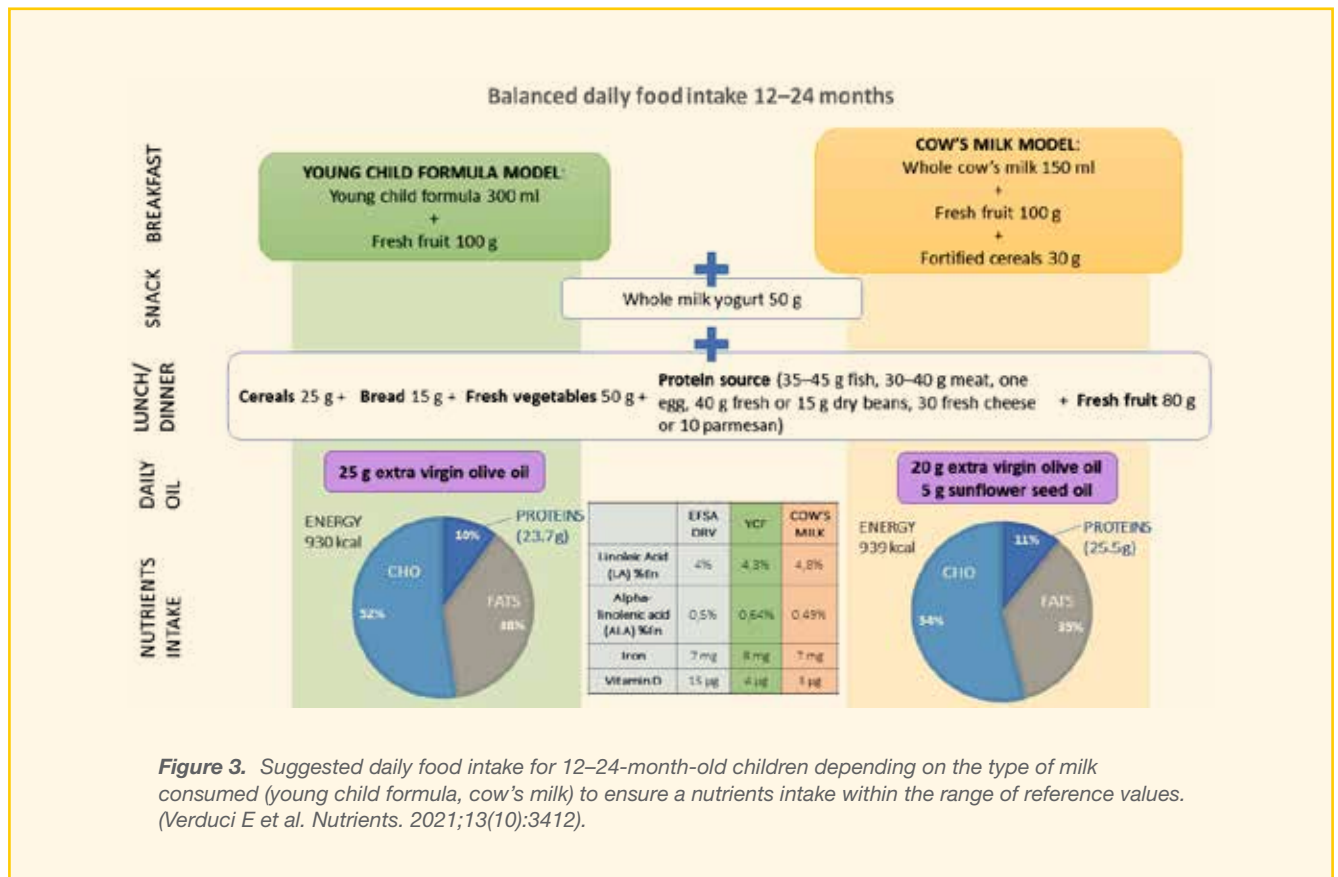 Balanced daily food intake 12–24 months
BREAKFAST
YOUNG CHILD FORMULA MODEL:
Young child formula 300 ml
+
Fresh fruit 100 g
COW'S MILK MODEL:
Whole cow's milk 150 ml
+
Fresh fruit 100 g
+
Fortified cereals 30 g
SNACK
Whole milk yogurt 50 g
LUNCH/
DINNER
Cereals 25 g + Bread 15 g + Fresh vegetables 50 g +
Protein source (35–45 g fish, 30–40 g meat, one
egg, 40 g fresh or 15 g dry beans, 30 fresh cheese
or 10 parmesan)
+ Fresh fruit 80 g
DAILY
OIL
25 g extra virgin olive oil
20 g extra virgin olive oil
5 g sunflower seed oil
NUTRIENTS
INTAKE
ENERGY
930 kcal
PROTEINS
(23.7g)
10%
CHO
52%
FATS
38%
EFSA DRV YCF COW'S MILK
Linoleic Acid (LA) %En 4% 4,3% 4,8%
Alpha-linolenic acid (ALA) %En 0,5% 0,64% 0,49%
Iron 7 mg 8 mg 7 mg
Vitamin D 15 µg 4 µg 1 µg
ENERGY
939 kcal
PROTEINS
(25.5g)
11%
CHO
54%
FATS
35%
Figure 3. Suggested daily food intake for 12–24-month-old children depending on the type of milk
consumed (young child formula, cow's milk) to ensure a nutrients intake within the range of reference values.
(Verduci E et al. Nutrients. 2021;13(10):3412).